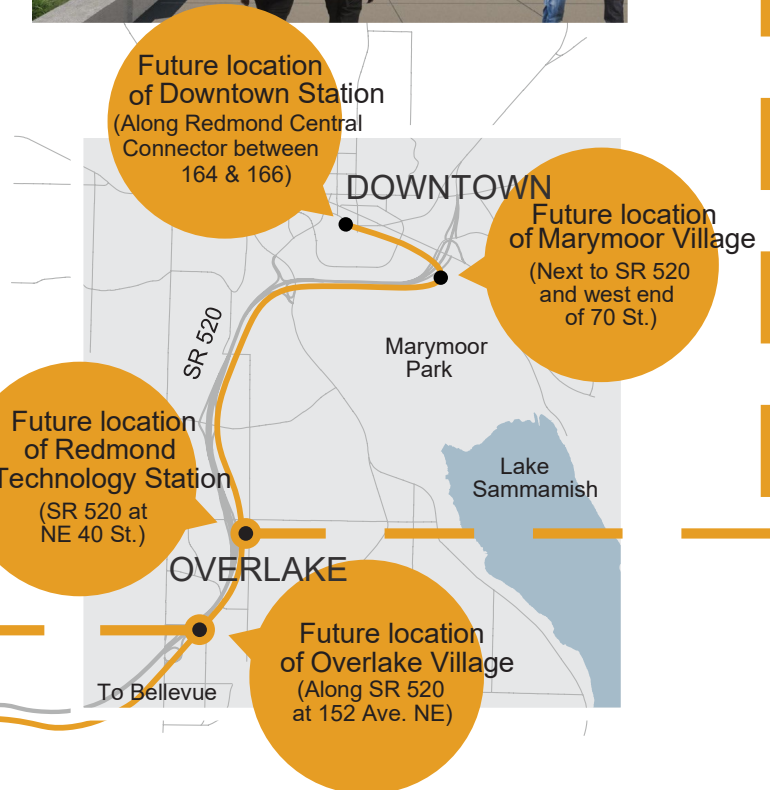 Future location
of Downtown Station
(Along Redmond Central
Connector between
164 & 166)
DOWNTOWN
Future location
of Marymoor Village
(Next to SR 520
and west end
of 70 St.)
SR 520
Marymoor
Park
Future location
of Redmond
Technology Station
(SR 520 at
NE 40 St.)
Lake
Sammamish
OVERLAKE
Future location
of Overlake Village
(Along SR 520
at 152 Ave. NE)
To Bellevue